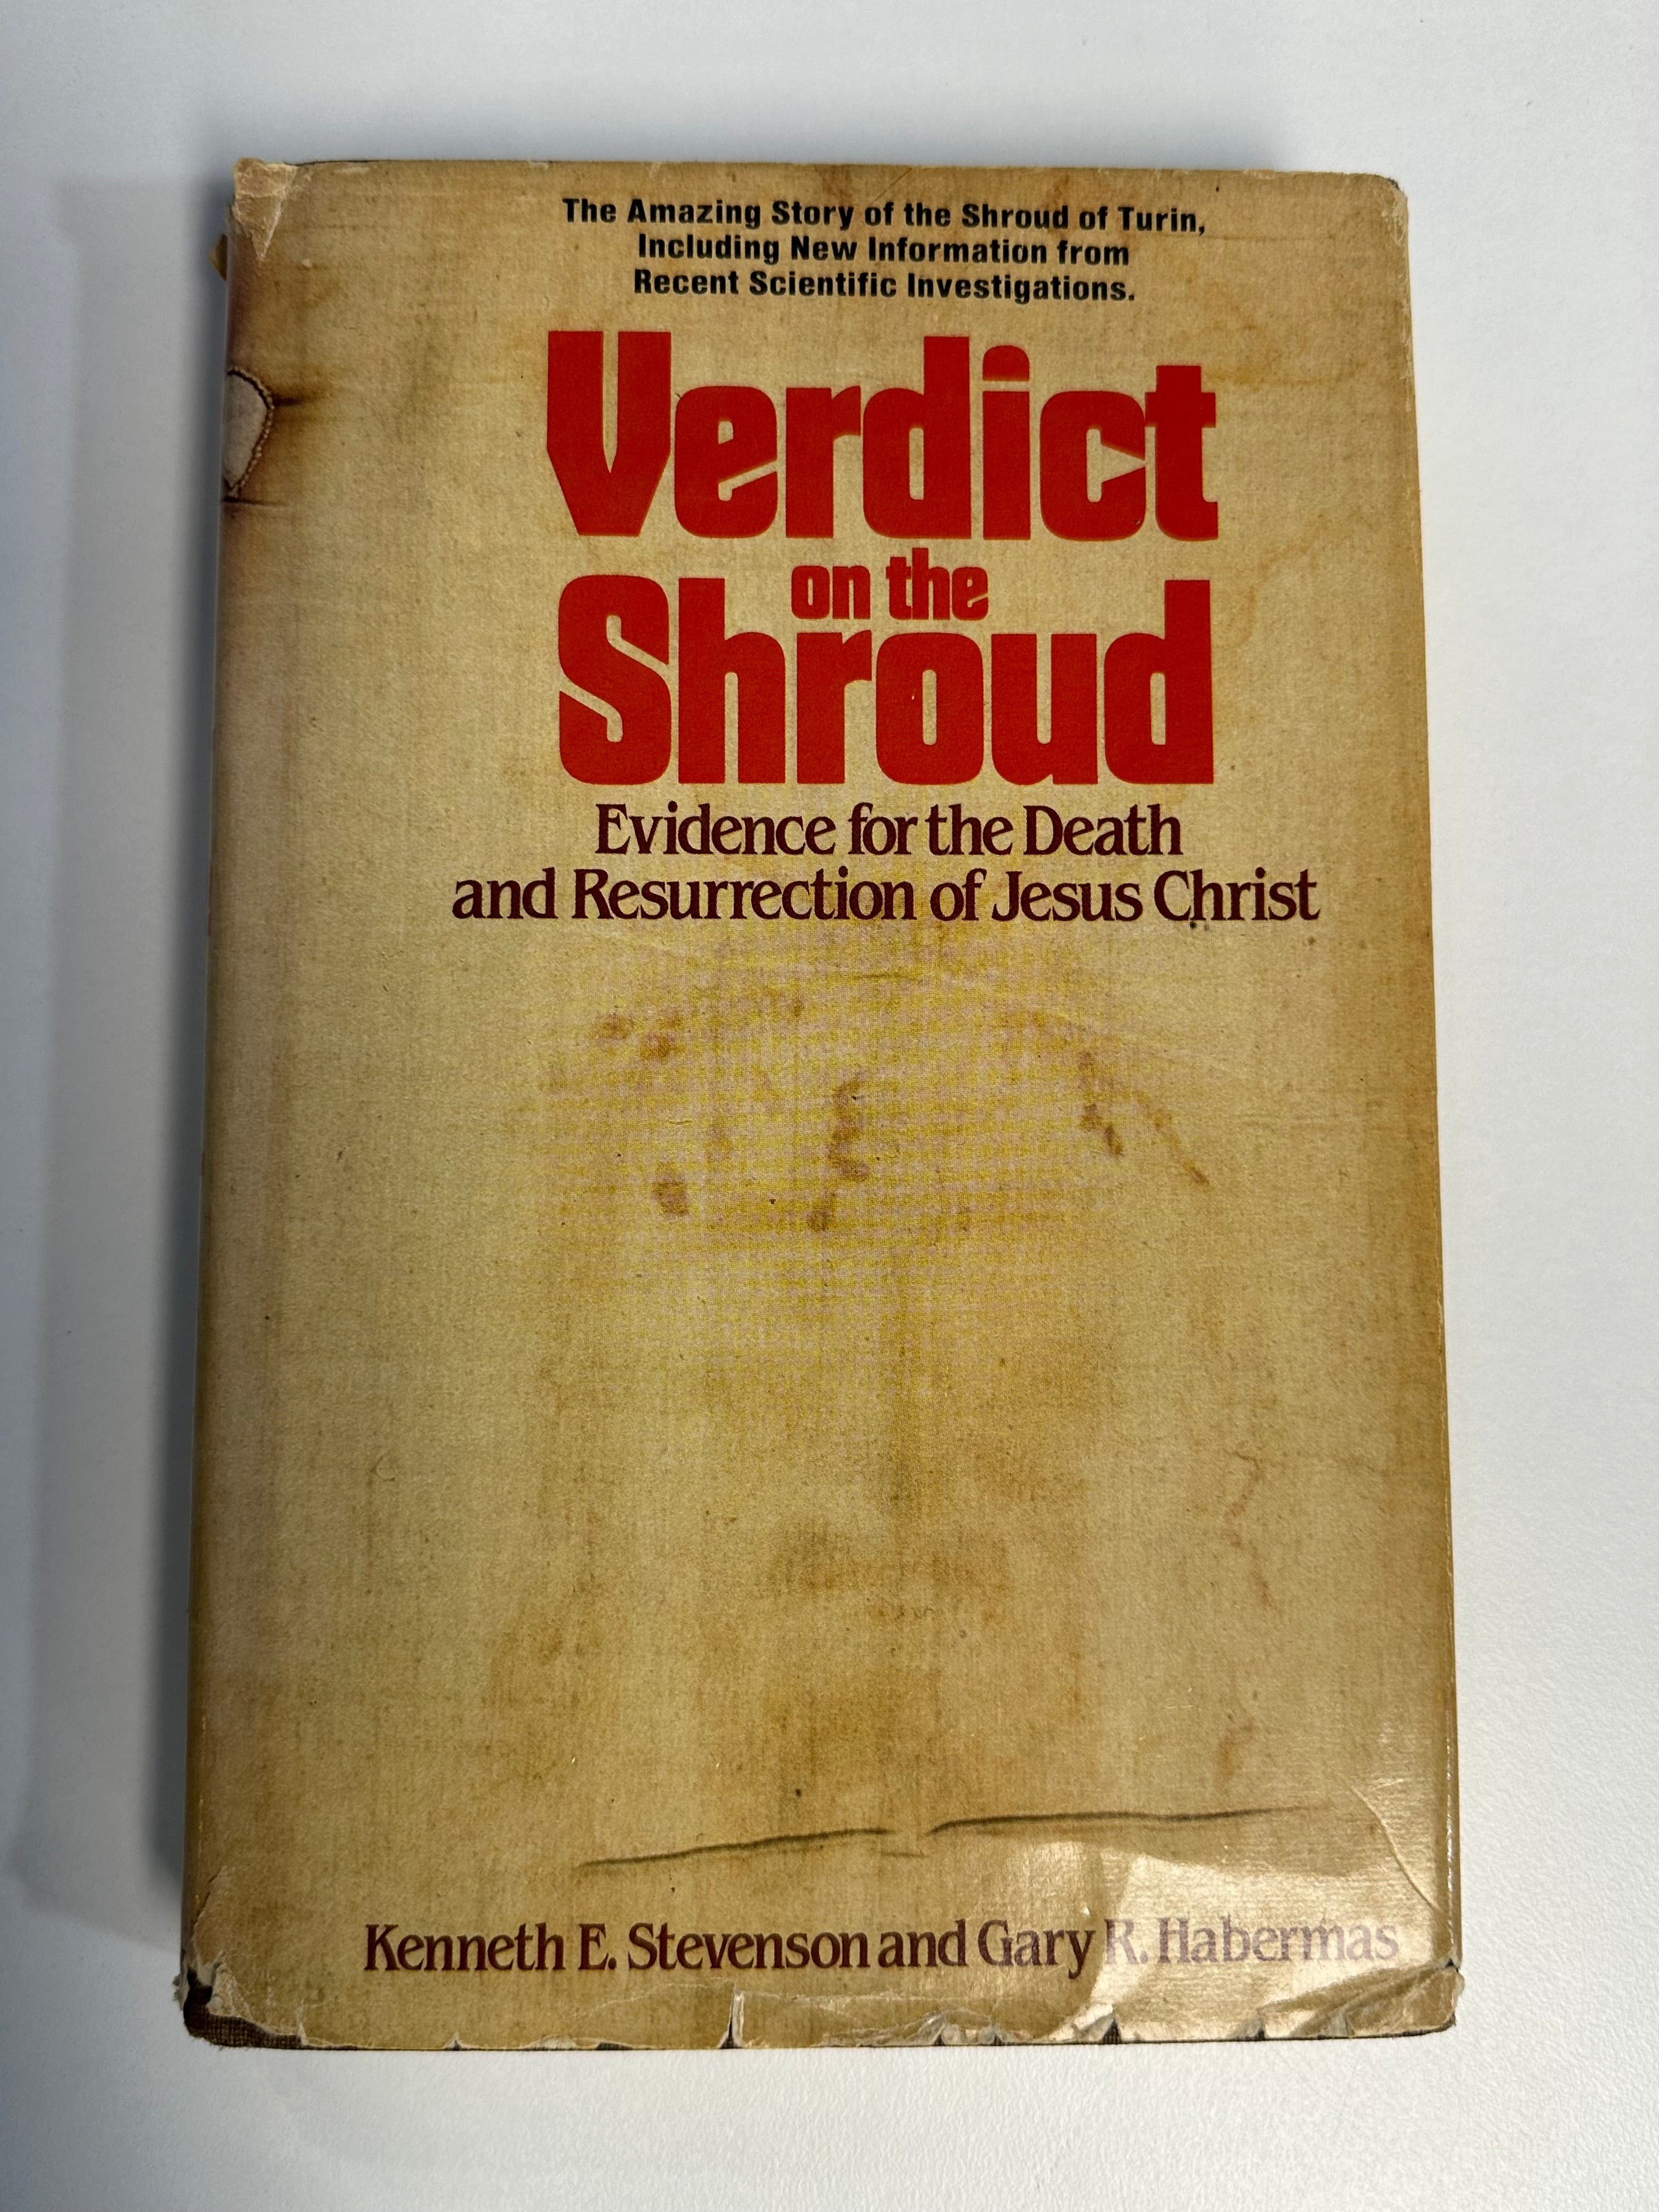 The Amazing Story of the Shroud of Turin,
Including New Information from
Recent Scientific Investigations.
Verdict
on the
Shroud
Evidence for the Death
and Resurrection of Jesus Christ
Kenneth E. Stevenson and Gary R. Habermas